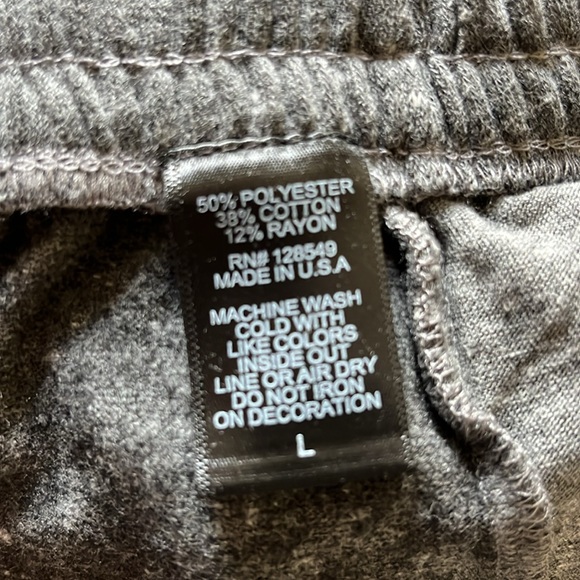 50% POLYESTER
38% COTTON
12% RAYON
RN# 128549
MADE IN U.S.A
MACHINE WASH
COLD WITH
LIKE COLORS
INSIDE OUT
LINE OR AIR DRY
DO NOT IRON
ON DECORATION
L